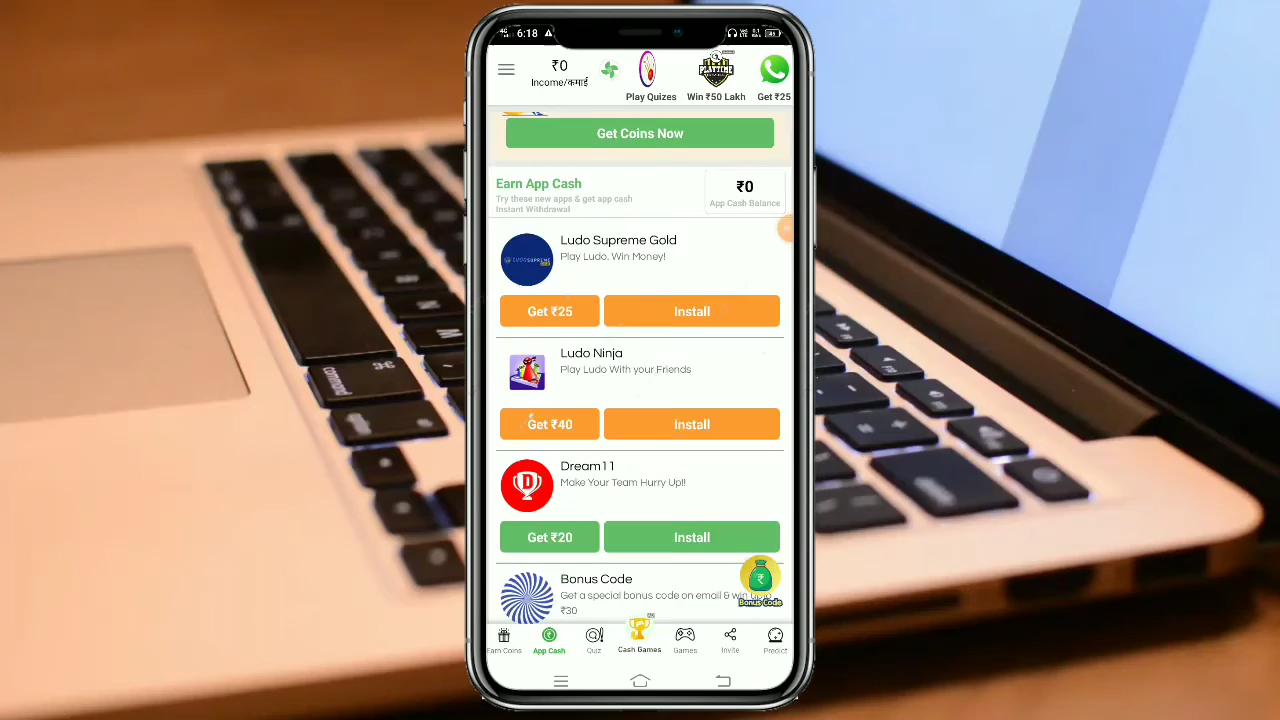 6:18
₹0
Income/कमाई
PLAYTIME
Play Quizes
Win ₹50 Lakh
Get ₹25
Get Coins Now
Earn App Cash
Try these new apps & get app cash
Instant Withdrawal
₹0
App Cash Balance
Ludo Supreme Gold
Play Ludo, Win Money!
Get ₹25
Install
Ludo Ninja
Play Ludo With your Friends
Get ₹40
Install
Dream11
Make Your Team Hurry Up!!
Get ₹20
Install
Bonus Code
Get a special bonus code on email & win
₹30
Bonus Code
Earn Coins
App Cash
Quiz
Cash Games
Games
Invite
Predict
command
M